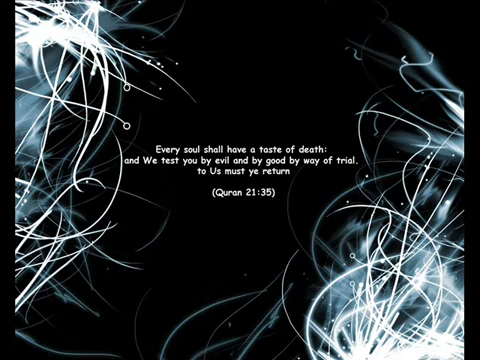 Every soul shall have a taste of death:
and We test you by evil and by good by way of trial.
to Us must ye return
(Quran 21:35)